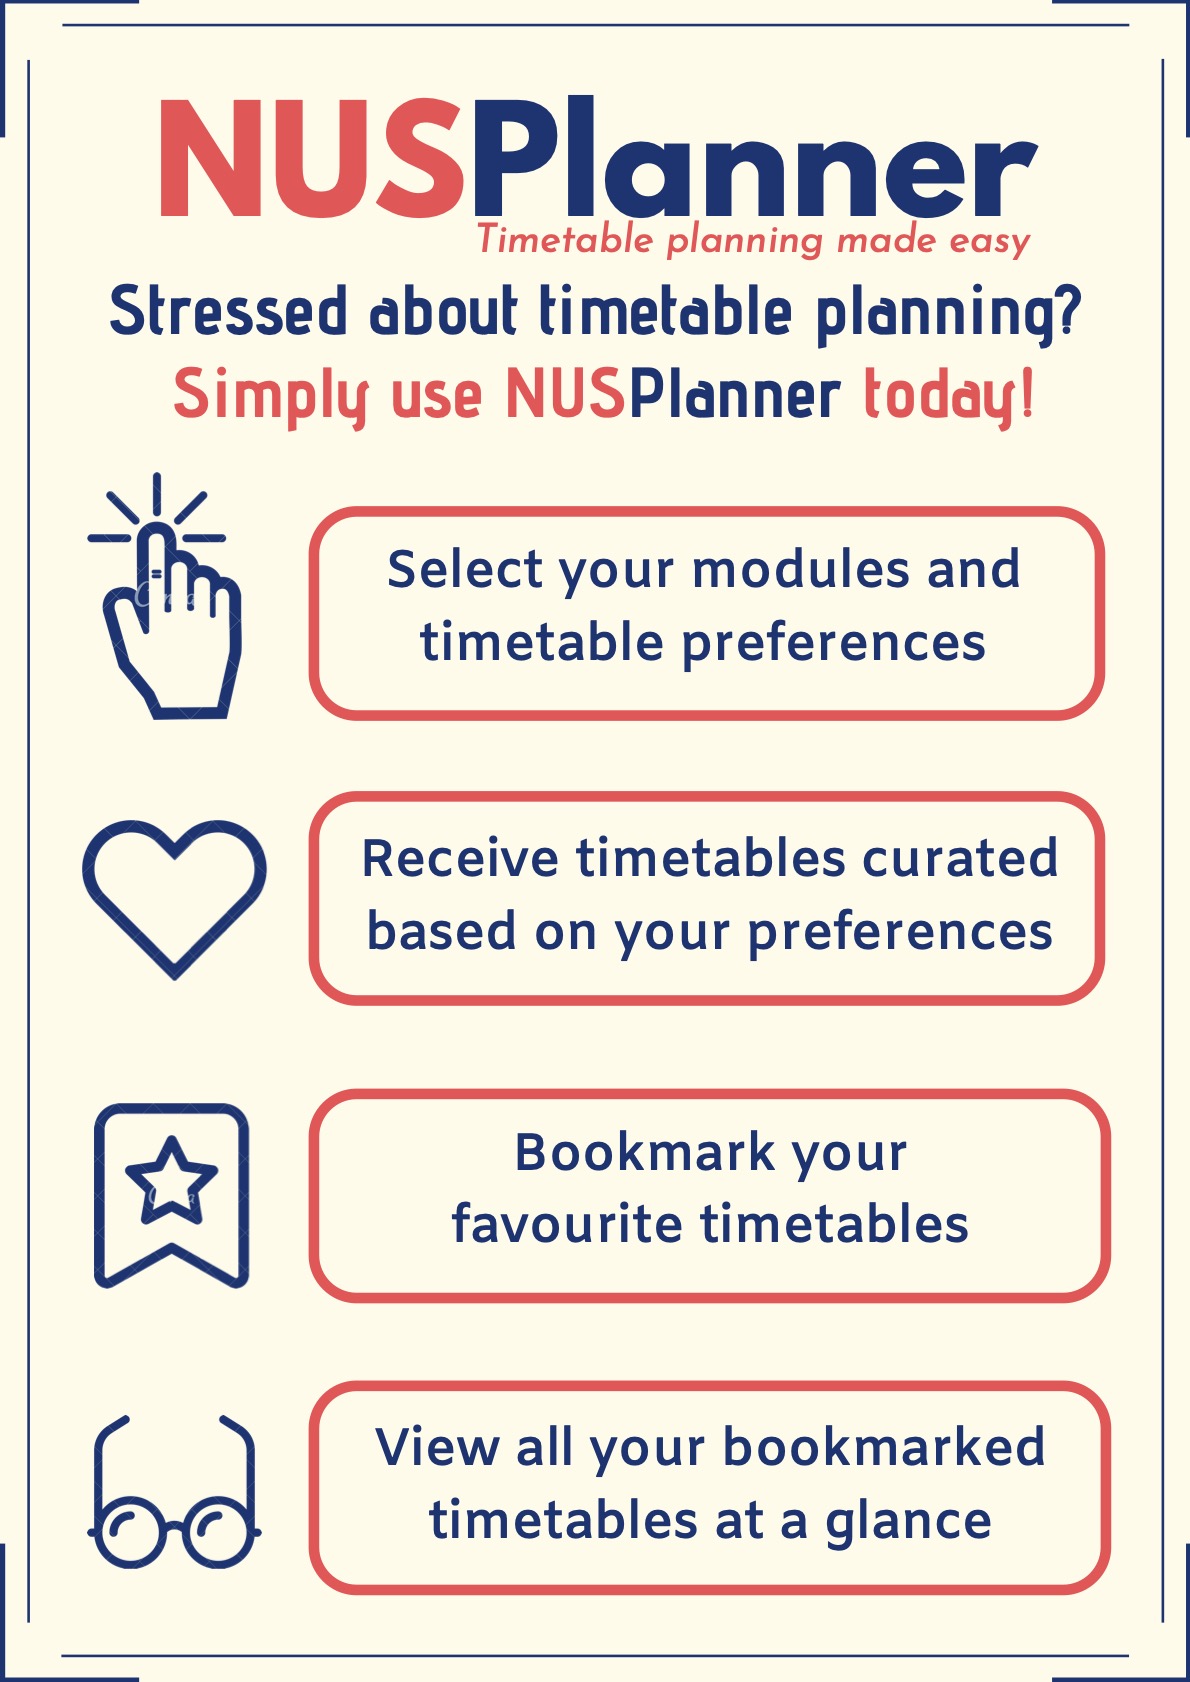 NUSPlanner
Timetable planning made easy
Stressed about timetable planning?
Simply use NUSPlanner today!
Select your modules and
timetable preferences
Receive timetables curated
based on your preferences
Bookmark your
favourite timetables
View all your bookmarked
timetables at a glance